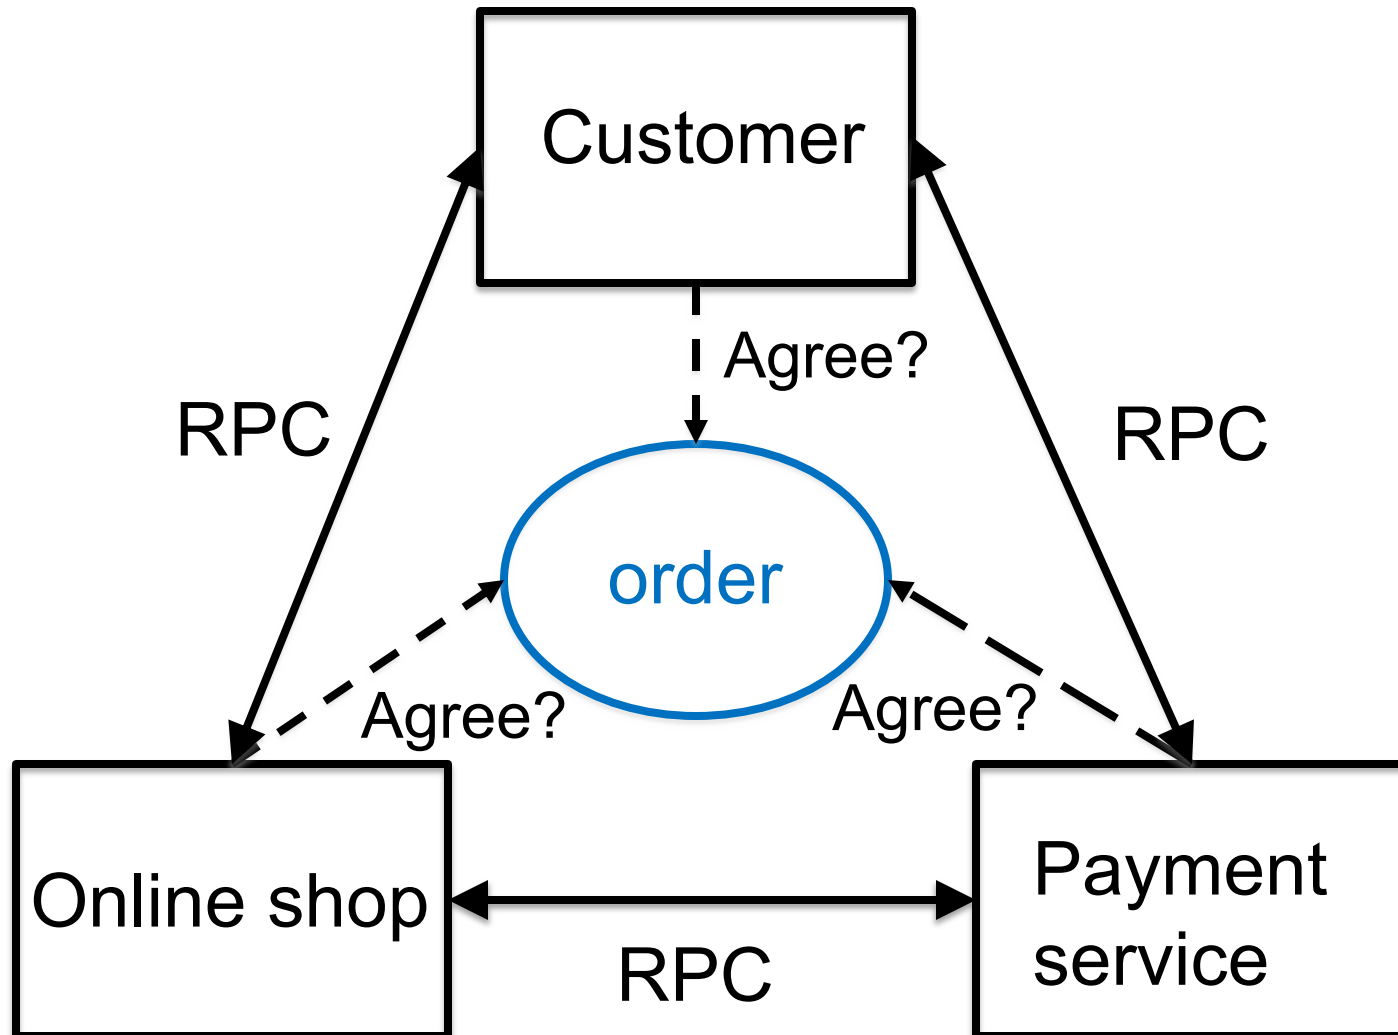 Customer
Agree?
RPC
RPC
order
Agree?
Agree?
Online shop
Payment
service
RPC